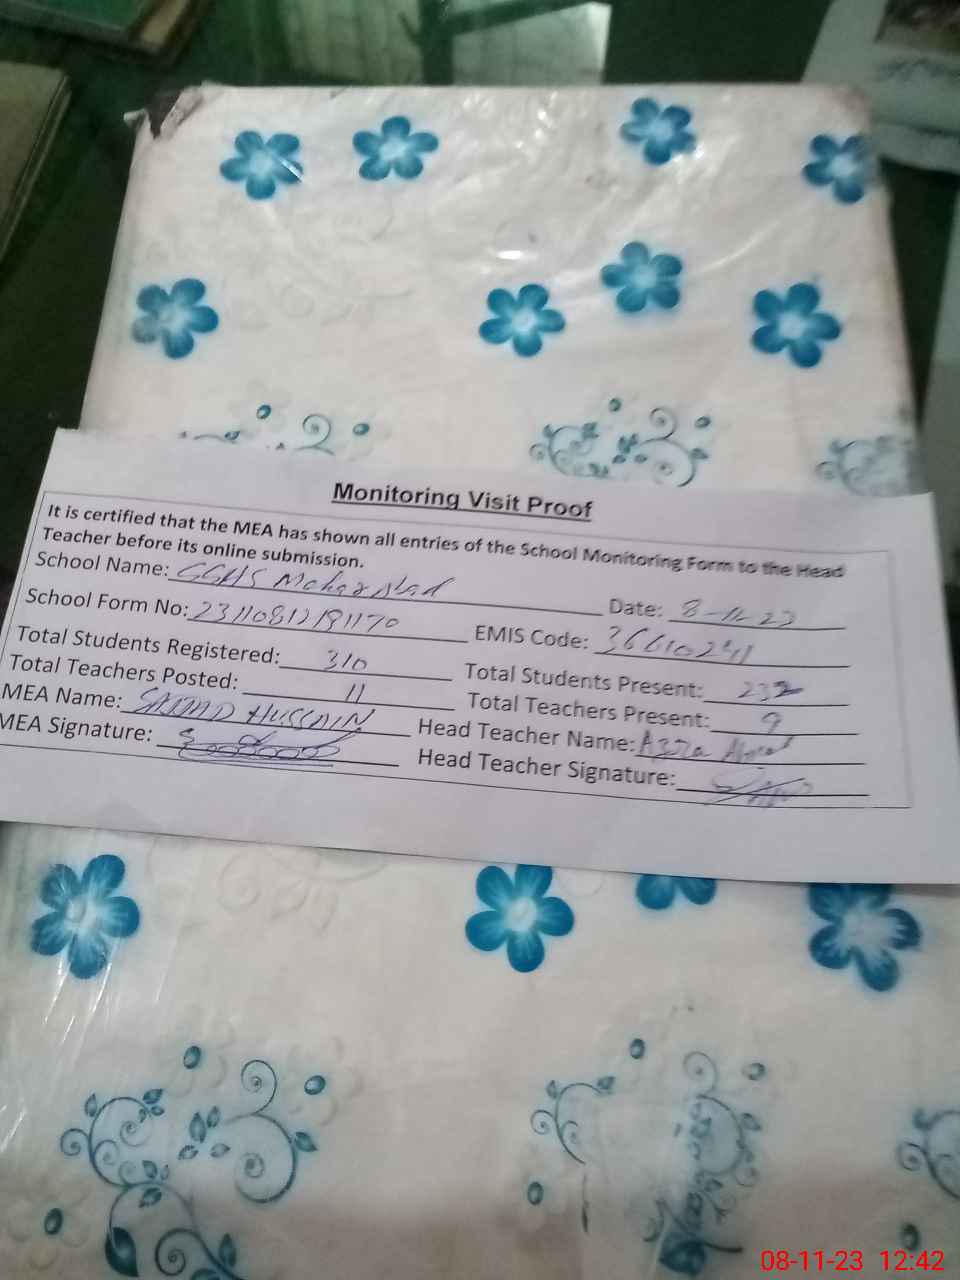 Monitoring Visit Proof
It is certified that the MEA has shown all entries of the School Monitoring Form to the Head
Teacher before its online submission.
School Name: GGHS Date: 8-11-23
School Form No: EMIS Code: 36610241
Total Students Registered: 310 Total Students Present: 232
Total Teachers Posted: 11 Total Teachers Present: 9
MEA Name: SAJJAD HUSSAIN Head Teacher Name:
MEA Signature: Head Teacher Signature:
08-11-23 12:42